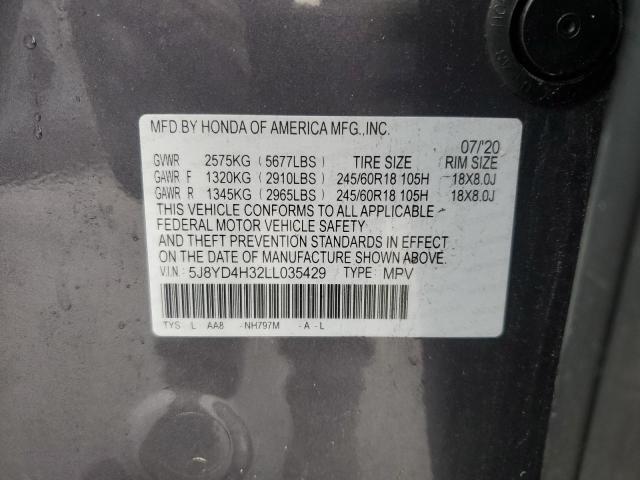 MFD.BY HONDA OF AMERICA MFG.,INC.
07/'20
GVWR 2575KG (5677LBS) TIRE SIZE RIM SIZE
GAWR F 1320KG (2910LBS) 245/60R18 105H 18X8.0J
GAWR R 1345KG (2965LBS) 245/60R18 105H 18X8.0J
THIS VEHICLE CONFORMS TO ALL APPLICABLE
FEDERAL MOTOR VEHICLE SAFETY
AND THEFT PREVENTION STANDARDS IN EFFECT
ON THE DATE OF MANUFACTURE SHOWN ABOVE.
V.I.N: 5J8YD4H32LL035429 TYPE: MPV
TYS L AA8 -NH797M -A-L